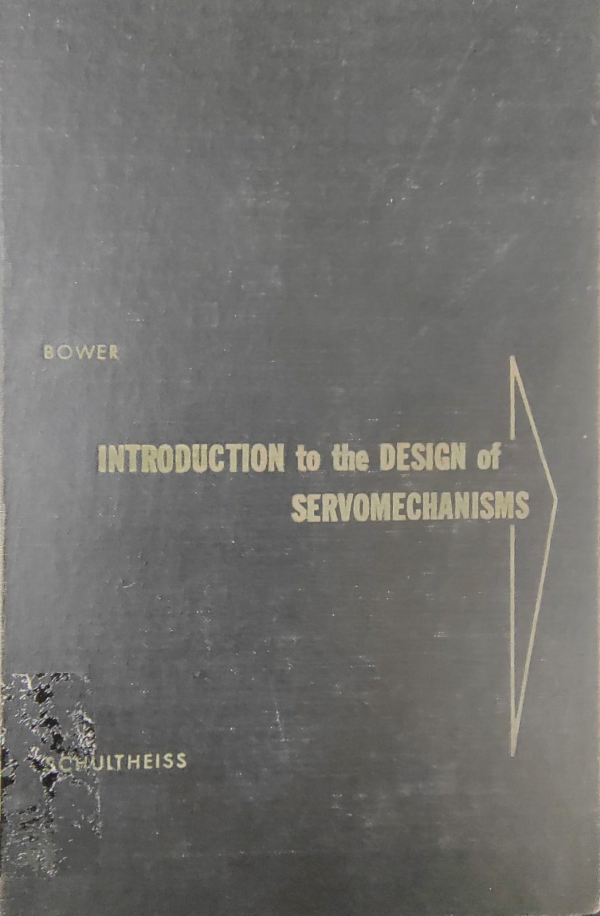 BOWER
INTRODUCTION to the DESIGN of
SERVOMECHANISMS
SCHULTHEISS